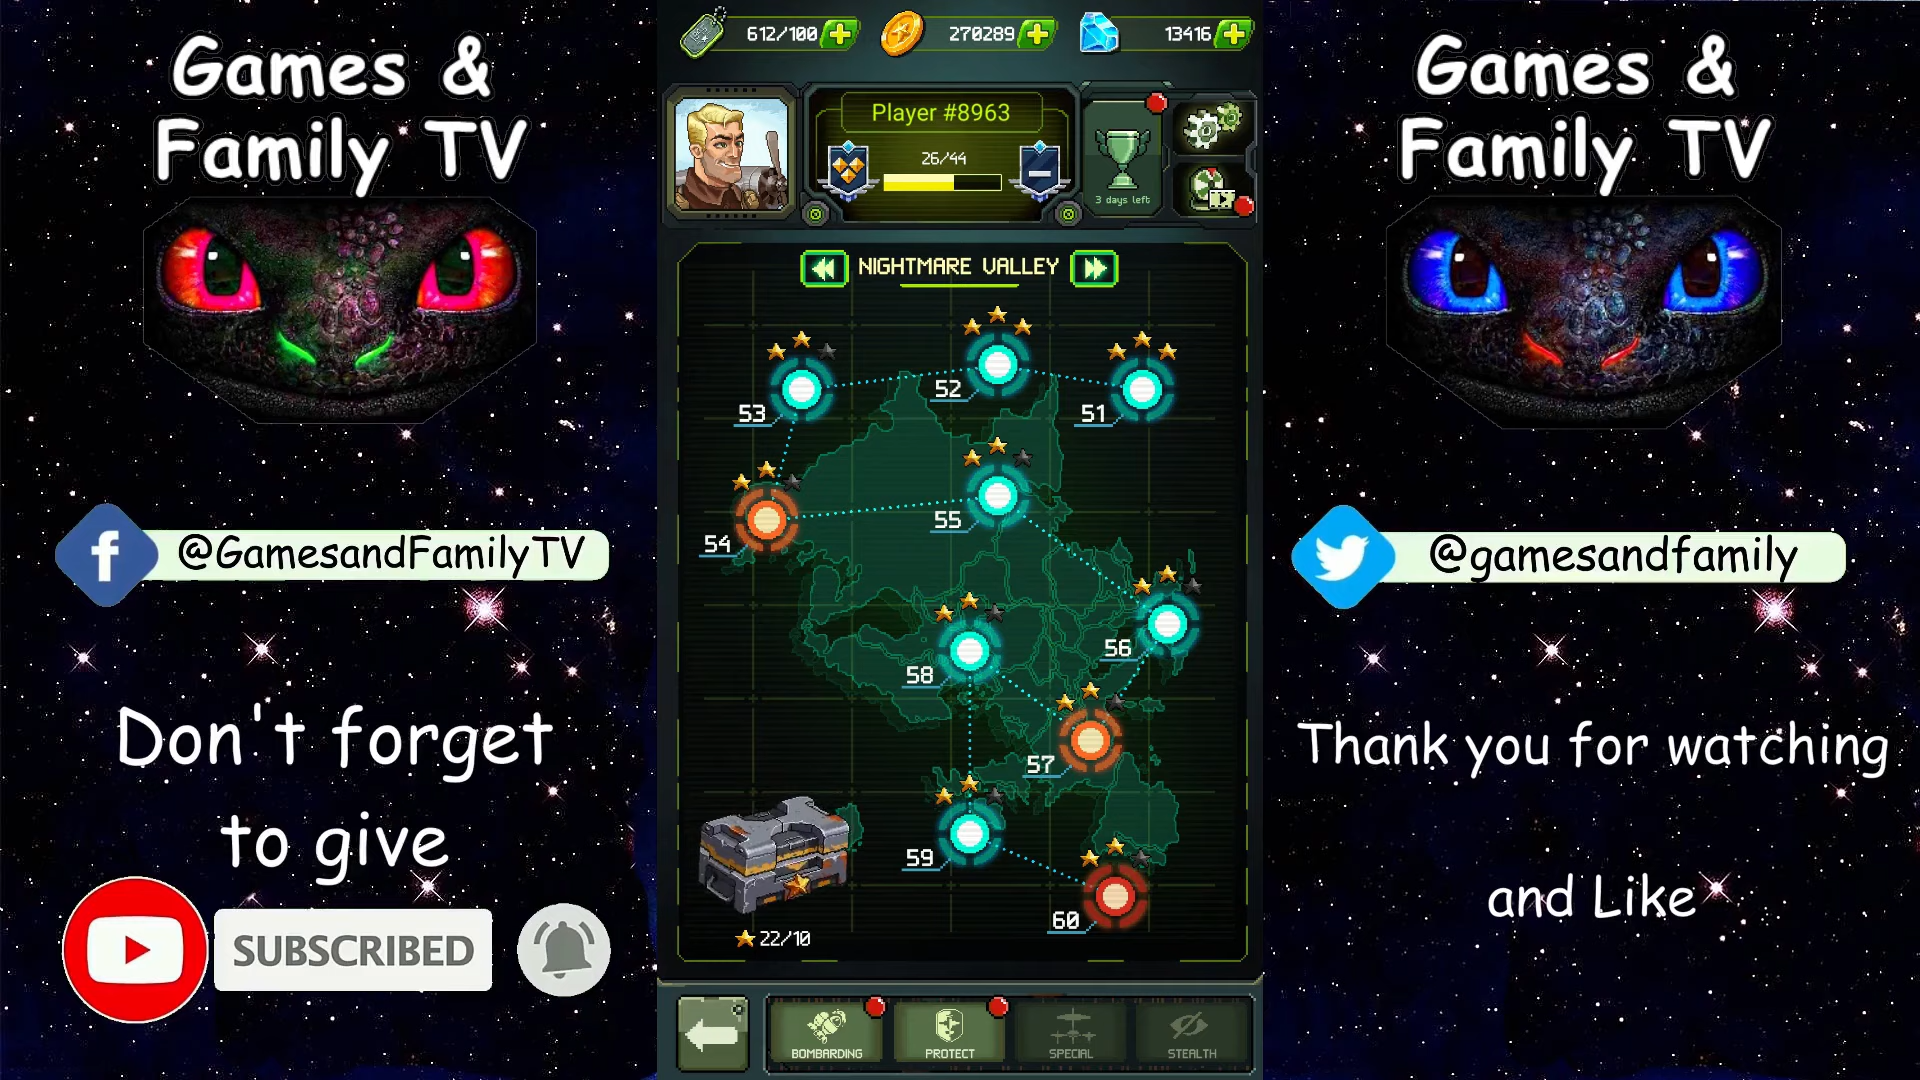 Games &
Family TV
@GamesandFamilyTV
Don't forget
to give
SUBSCRIBED
612/100
270289
13416
Player #8963
26/44
3 days left
NIGHTMARE VALLEY
53
52
51
54
55
58
56
57
59
60
22/10
BOMBARDING
PROTECT
SPECIAL
STEALTH
Games &
Family TV
@gamesandfamily
Thank you for watching
and Like